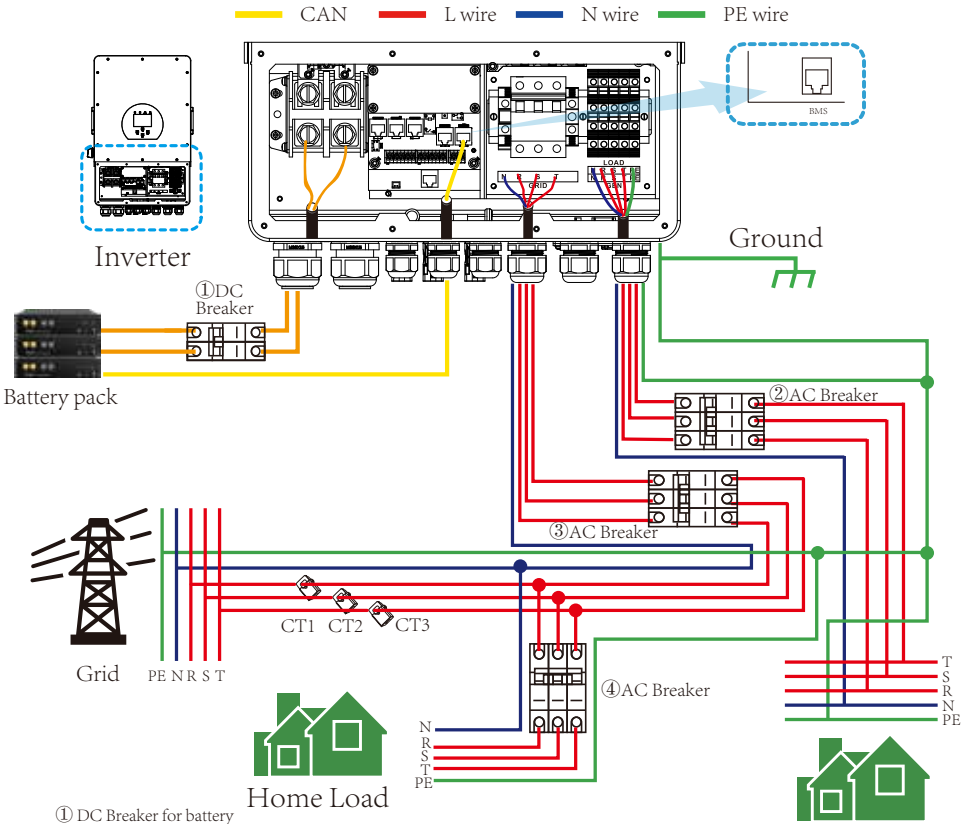 CAN L wire N wire PE wire
BMS
LOAD
N R S T
GRID
GEN
Inverter
Ground
①DC
Breaker
Battery pack
②AC Breaker
③AC Breaker
CT1 CT2 CT3
Grid
PE N R S T
④AC Breaker
T
S
R
N
PE
N
R
S
T
PE
Home Load
① DC Breaker for battery